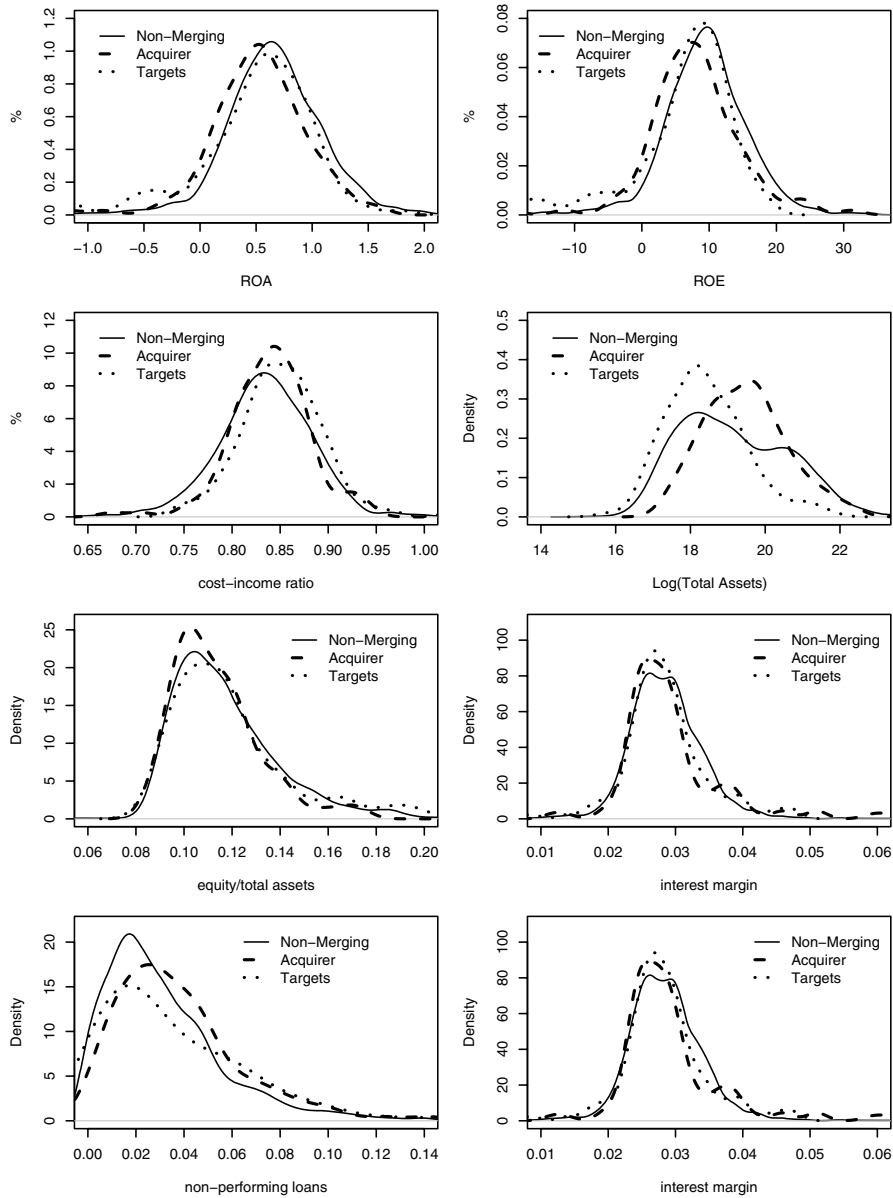 %
0.0 0.2 0.4 0.6 0.8 1.0 1.2
Non−Merging
Acquirer
Targets
−1.0 −0.5 0.0 0.5 1.0 1.5 2.0
ROA
%
0.00 0.02 0.04 0.06 0.08
Non−Merging
Acquirer
Targets
−10 0 10 20 30
ROE
%
0 2 4 6 8 10 12
Non−Merging
Acquirer
Targets
0.65 0.70 0.75 0.80 0.85 0.90 0.95 1.00
cost−income ratio
Density
0.0 0.1 0.2 0.3 0.4 0.5
Non−Merging
Acquirer
Targets
14 16 18 20 22
Log(Total Assets)
Density
0 5 10 15 20 25
Non−Merging
Acquirer
Targets
0.06 0.08 0.10 0.12 0.14 0.16 0.18 0.20
equity/total assets
Density
0 20 40 60 80 100
Non−Merging
Acquirer
Targets
0.01 0.02 0.03 0.04 0.05 0.06
interest margin
Density
0 5 10 15 20
Non−Merging
Acquirer
Targets
0.00 0.02 0.04 0.06 0.08 0.10 0.12 0.14
non−performing loans
Density
0 20 40 60 80 100
Non−Merging
Acquirer
Targets
0.01 0.02 0.03 0.04 0.05 0.06
interest margin